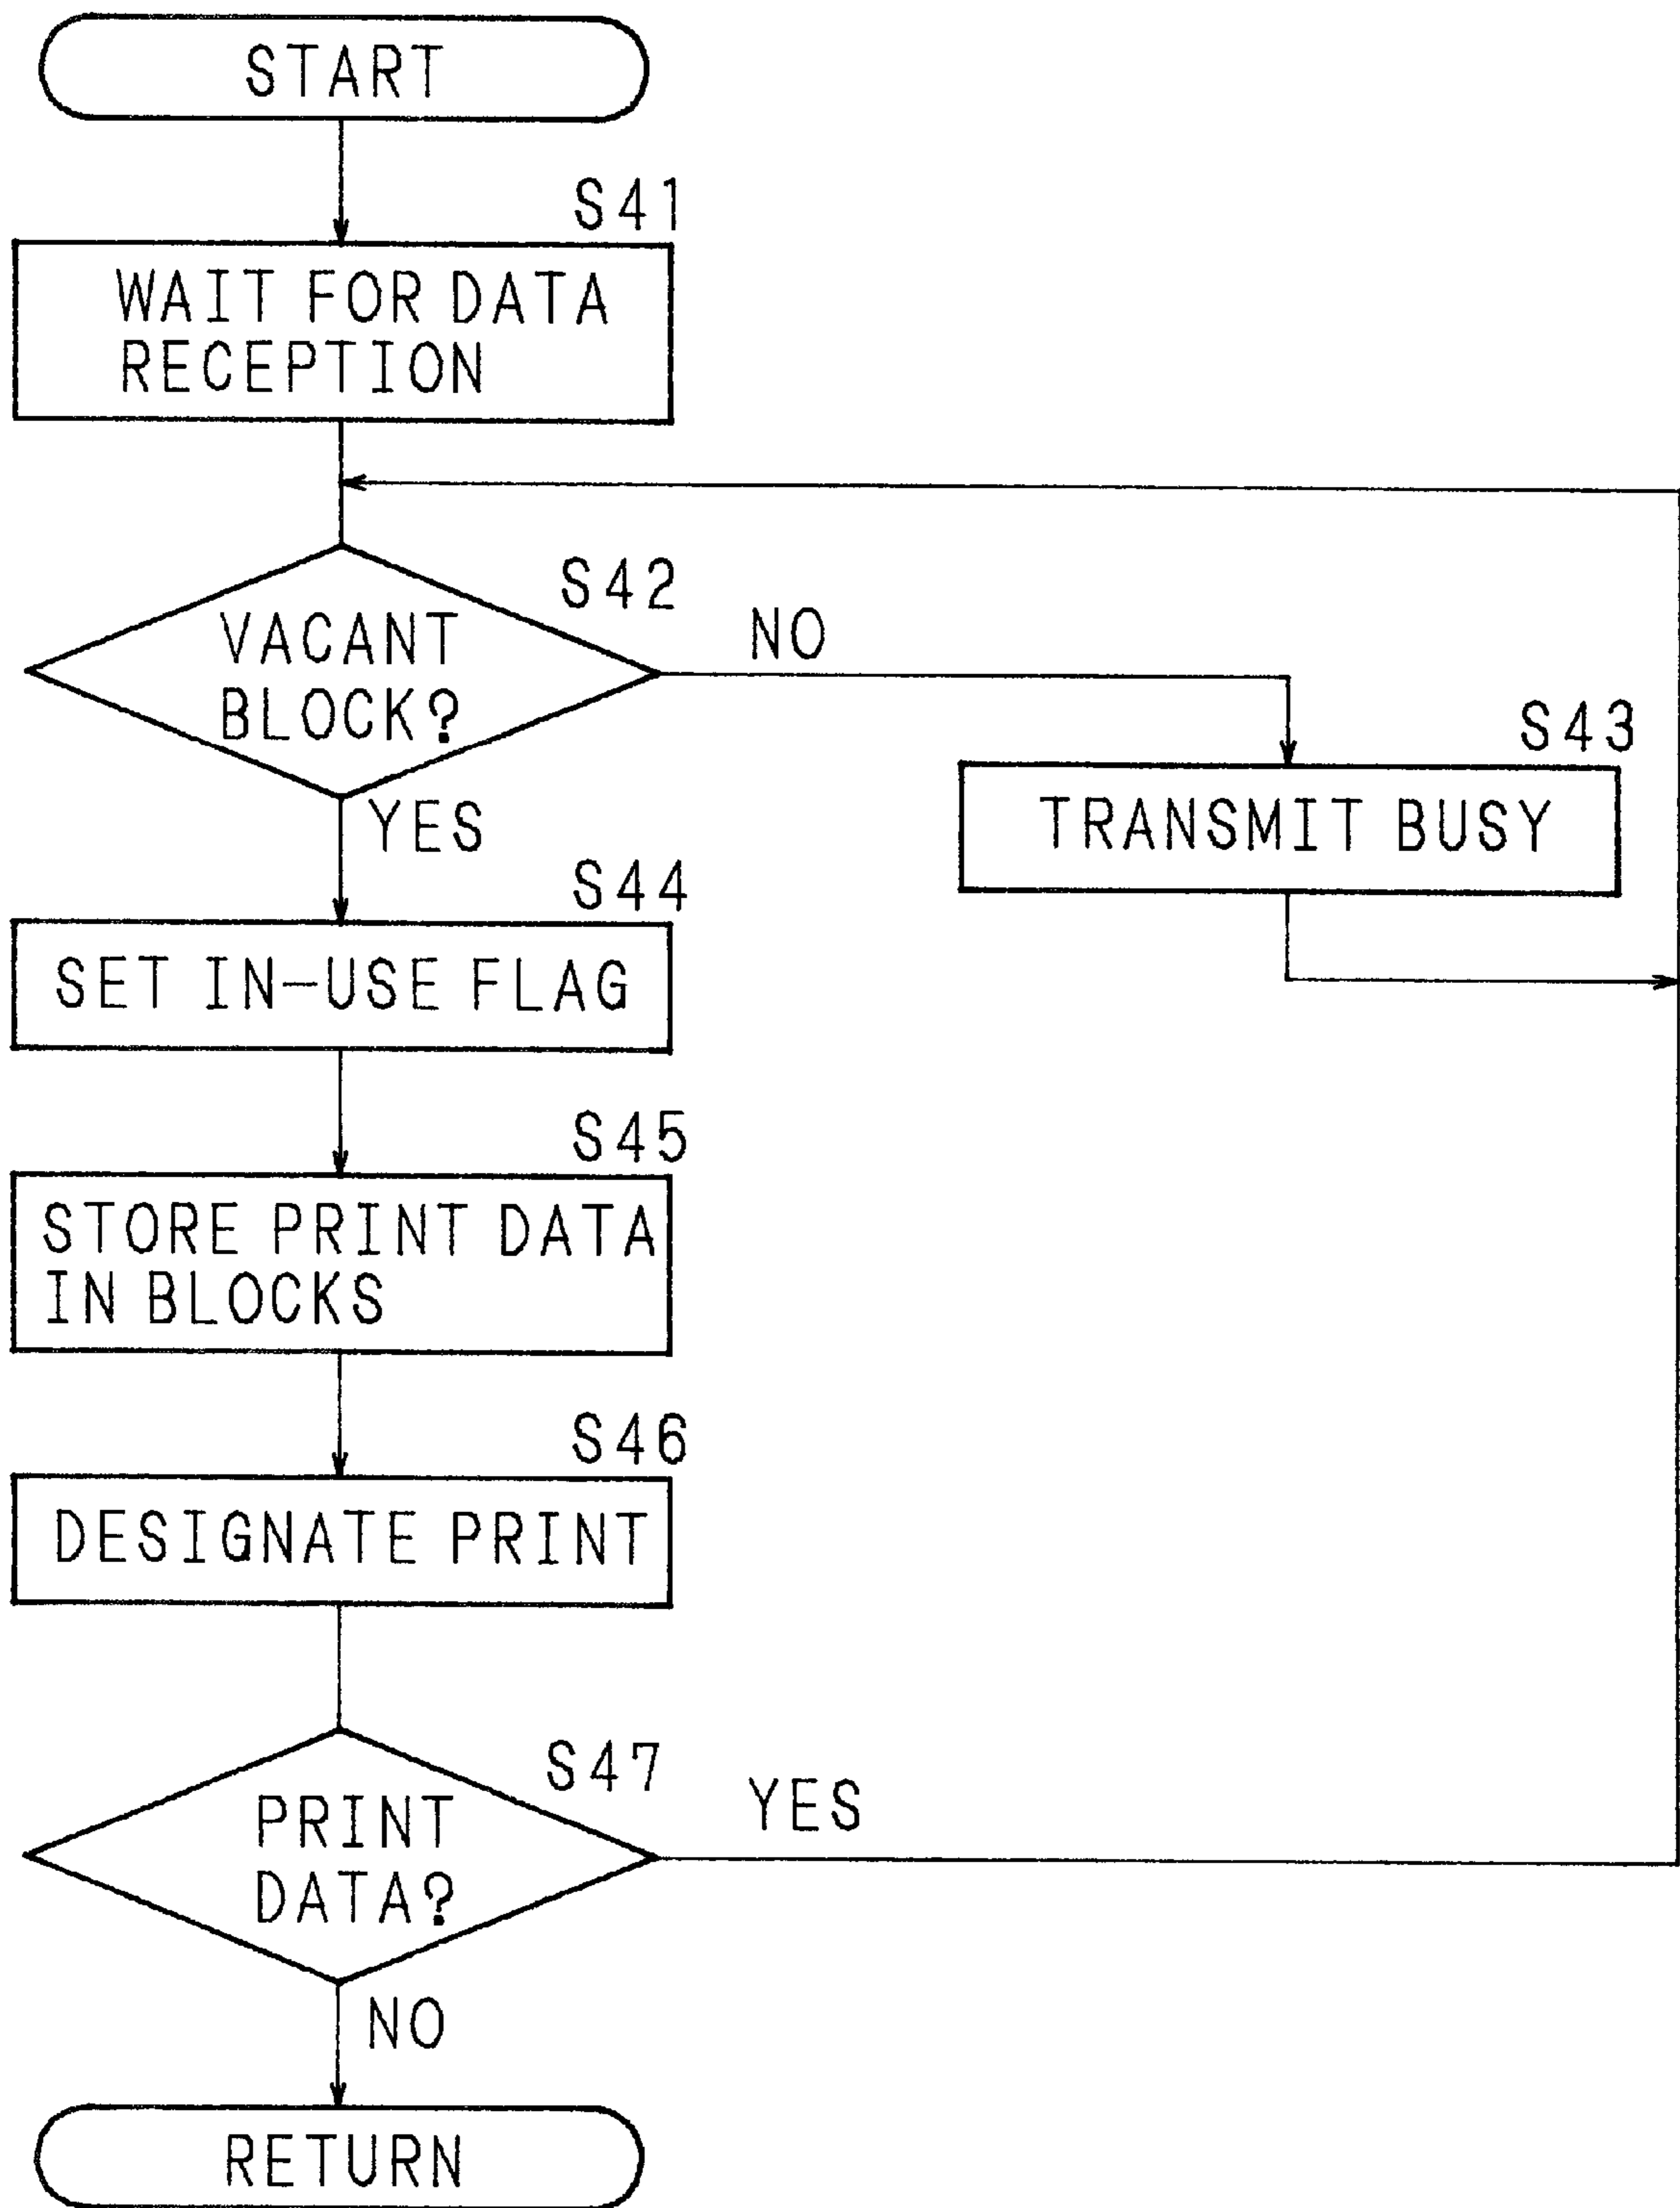 START
S41
WAIT FOR DATA
RECEPTION
S42
VACANT
BLOCK?
NO
YES
S43
TRANSMIT BUSY
S44
SET IN-USE FLAG
S45
STORE PRINT DATA
IN BLOCKS
S46
DESIGNATE PRINT
S47
PRINT
DATA?
YES
NO
RETURN